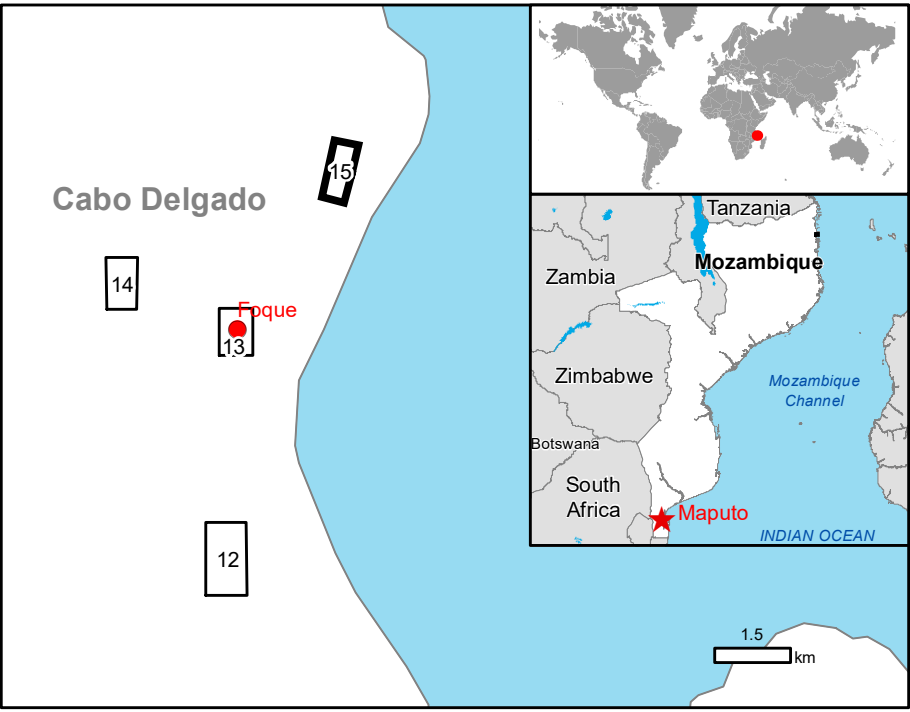 Cabo Delgado
15
14
Foque
13
12
Tanzania
Mozambique
Zambia
Zimbabwe
Mozambique
Channel
Botswana
South
Africa
Maputo
INDIAN OCEAN
1.5
km